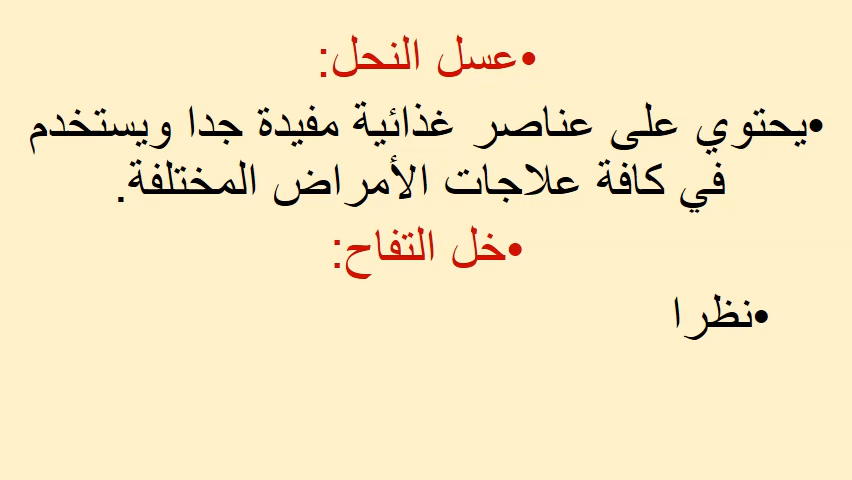 •عسل النحل:
•يحتوي على عناصر غذائية مفيدة جدا ويستخدم
في كافة علاجات الأمراض المختلفة.
•خل التفاح:
•نظرا